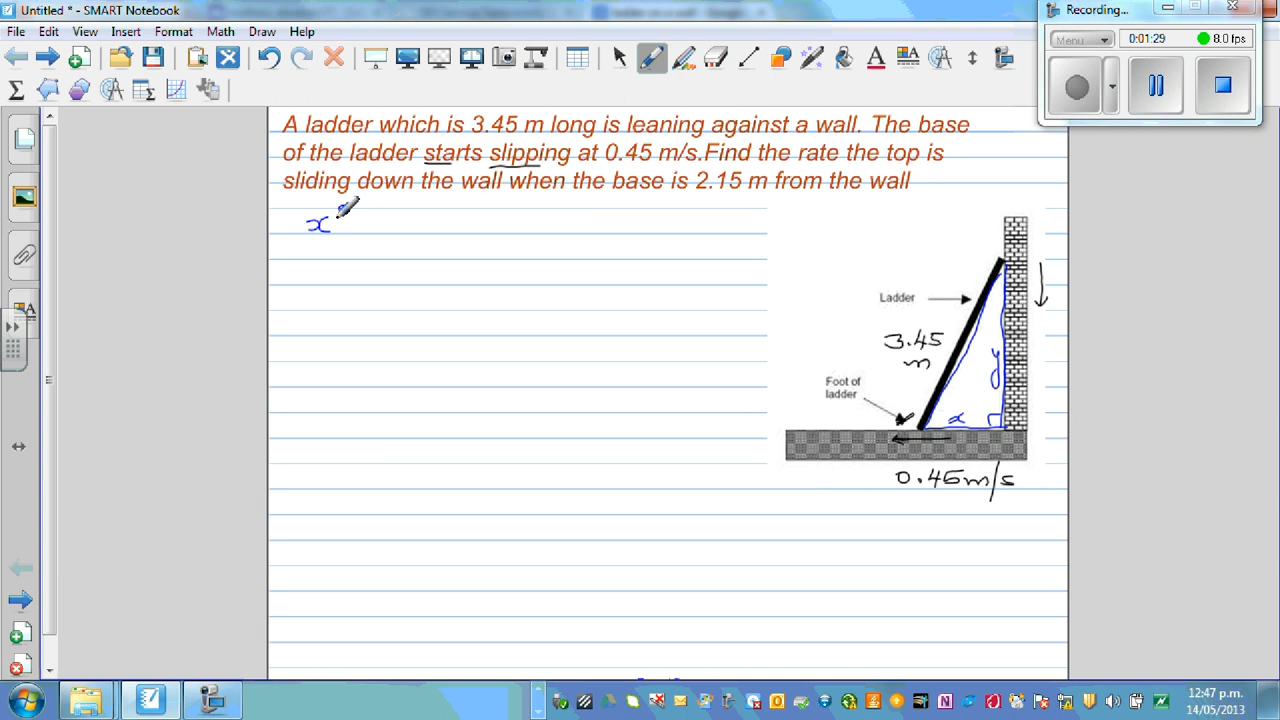 Untitled * - SMART Notebook
Recording...
File Edit View Insert Format Math Draw Help
Menu
00:01:29
8.0 fps
A ladder which is 3.45 m long is leaning against a wall. The base
of the ladder starts slipping at 0.45 m/s.Find the rate the top is
sliding down the wall when the base is 2.15 m from the wall
x
Ladder
3.45
m
y
Foot of
ladder
x
0.45m/s
12:47 p.m.
14/05/2013